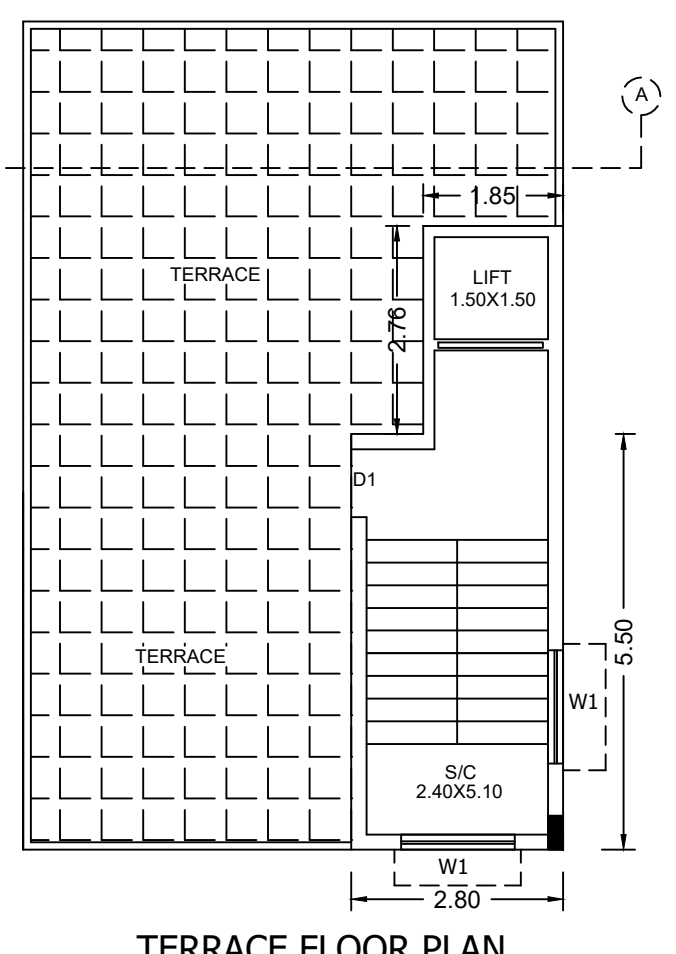 A
1.85
TERRACE
LIFT
1.50X1.50
2.76
D1
5.50
TERRACE
W1
S/C
2.40X5.10
W1
2.80
TERRACE FLOOR PLAN